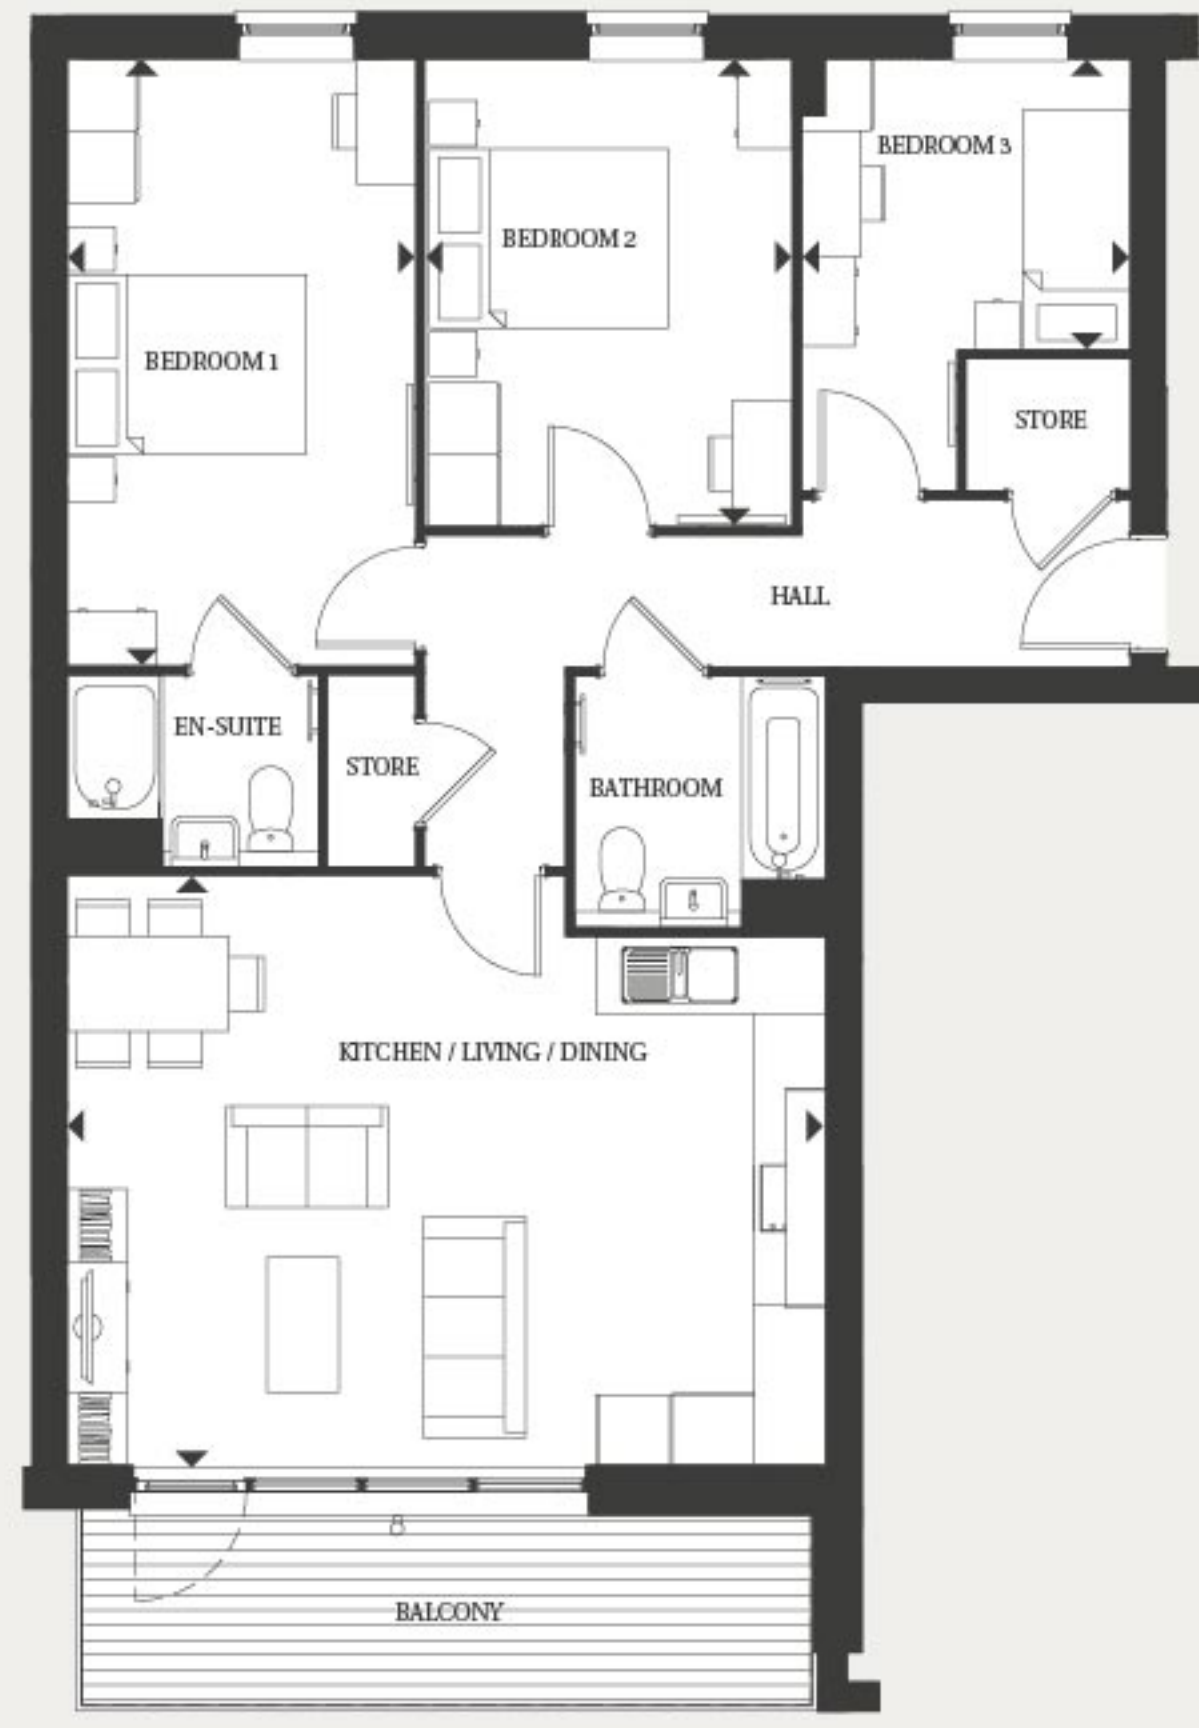 BEDROOM 3
BEDROOM 2
BEDROOM 1
STORE
HALL
EN-SUITE
STORE
BATHROOM
KITCHEN / LIVING / DINING
BALCONY